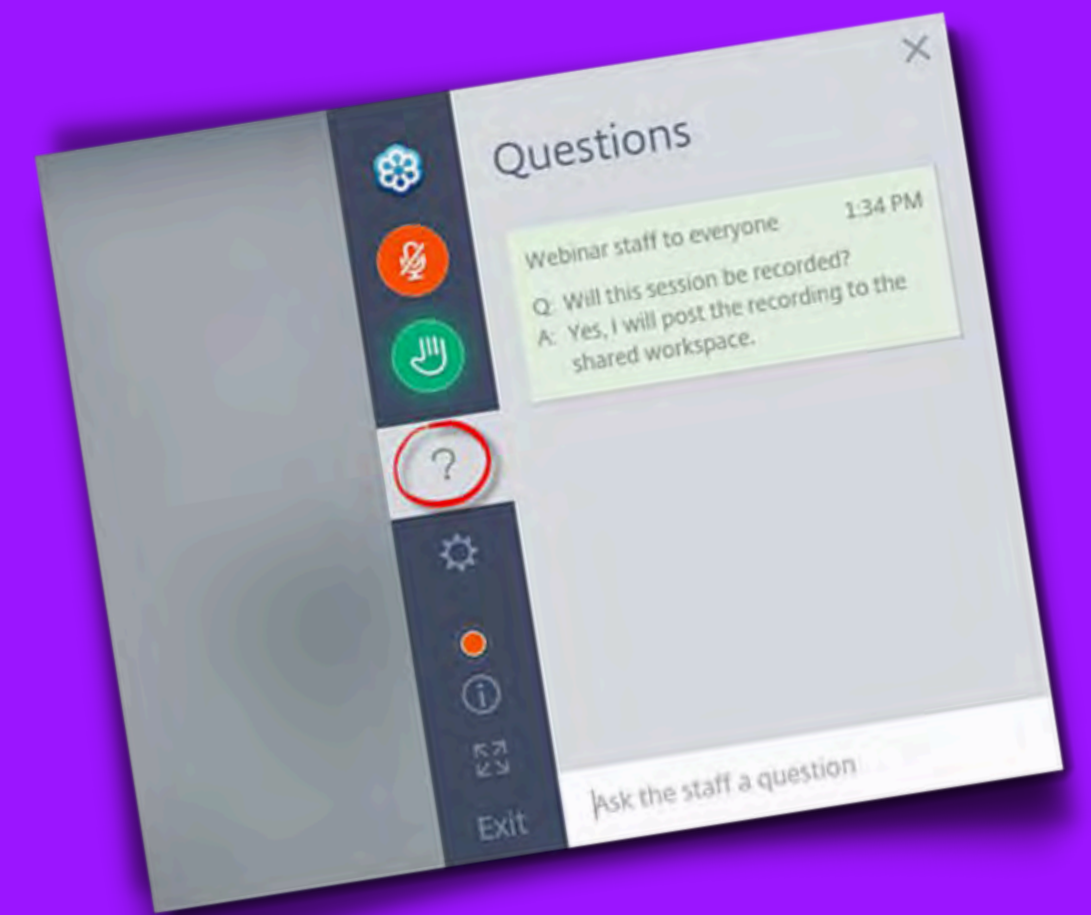 Questions
Webinar staff to everyone 1:34 PM
Q: Will this session be recorded?
A: Yes, I will post the recording to the
shared workspace.
?
i
Ask the staff a question
Exit